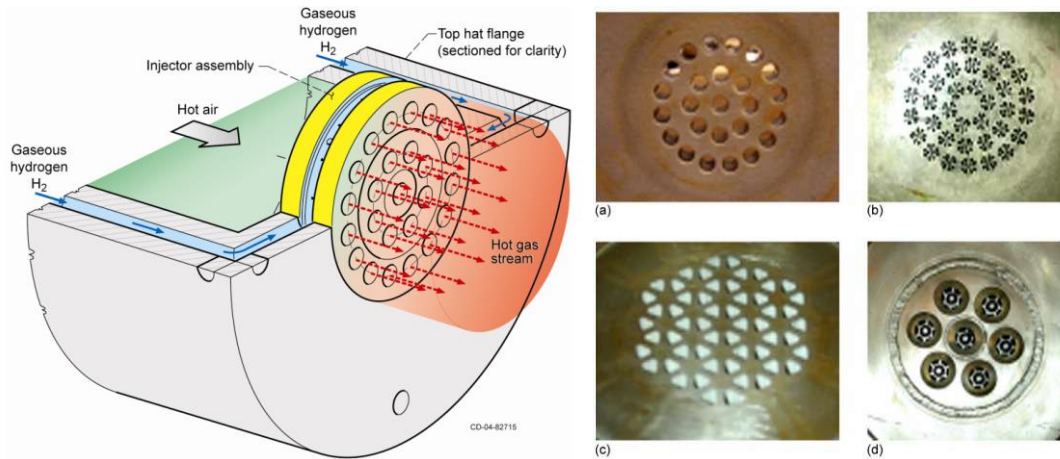 Gaseous
hydrogen
H2
Top hat flange
(sectioned for clarity)
Injector assembly
Hot air
Gaseous
hydrogen
H2
Hot gas
stream
CD-04-82715
(a)
(b)
(c)
(d)